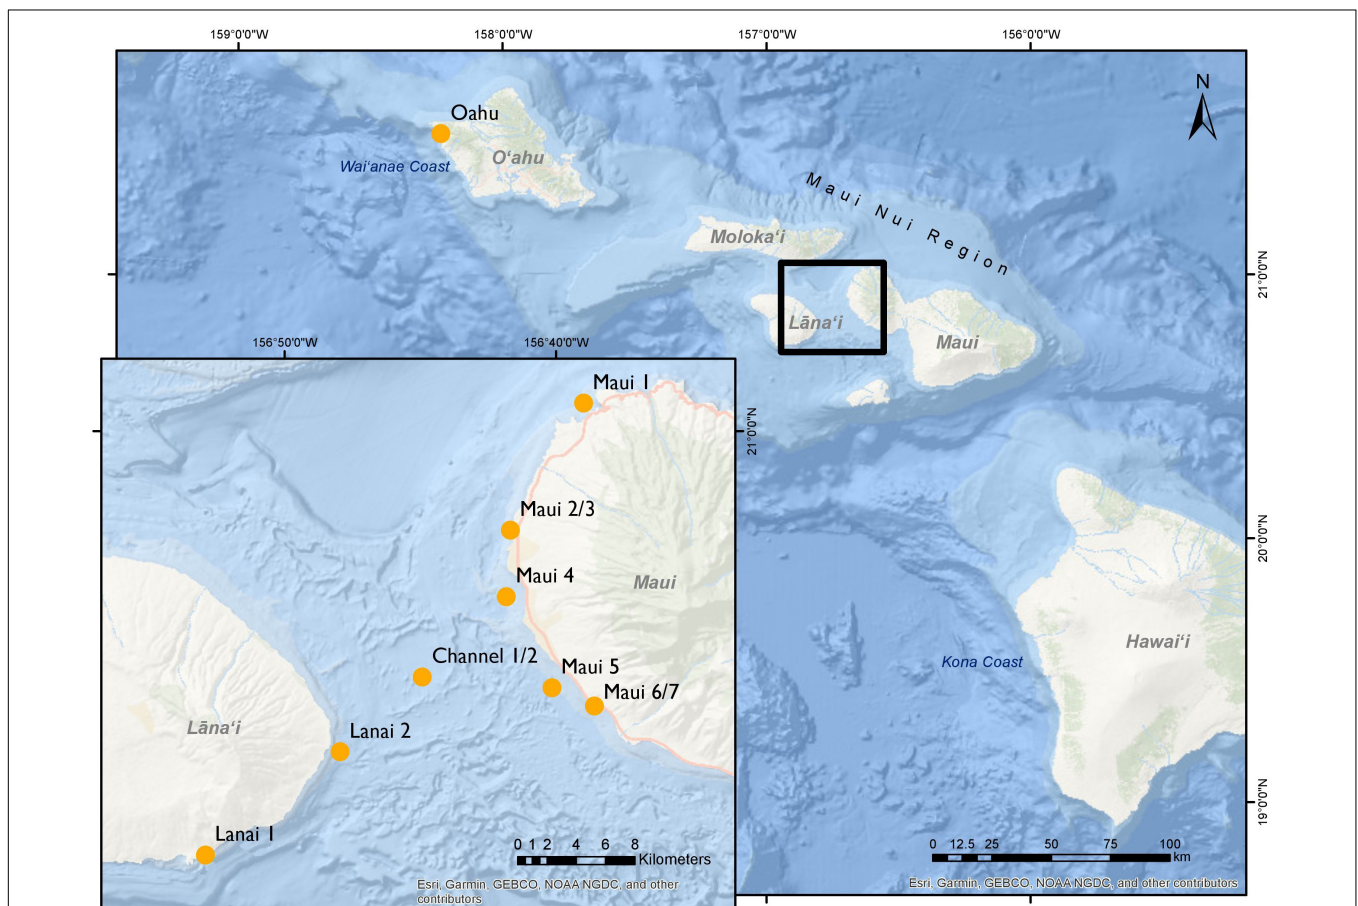 159°0'0"W
158°0'0"W
157°0'0"W
156°0'0"W
N
Oahu
Wai‘anae Coast
O‘ahu
Maui Nui Region
Moloka‘i
21°0'0"N
Lāna‘i
Maui
156°50'0"W
156°40'0"W
Maui 1
21°0'0"N
Maui 2/3
20°0'0"N
Maui 4
Maui
Hawai‘i
Channel 1/2
Kona Coast
Maui 5
Maui 6/7
Lāna‘i
Lanai 2
19°0'0"N
Lanai 1
0 1 2 4 6 8
Kilometers
0 12.5 25 50 75 100
km
Esri, Garmin, GEBCO, NOAA NGDC, and other
contributors
Esri, Garmin, GEBCO, NOAA NGDC, and other contributors